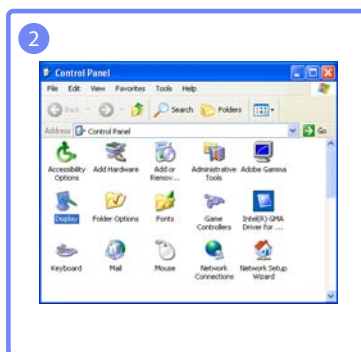 2
Control Panel
File Edit View Favorites Tools Help
Back Search Folders
Address Control Panel Go
Accessibility Options Add Hardware Add or Remov... Administrative Tools Adobe Gamma
Display Folder Options Fonts Game Controllers Intel(R) GMA Driver for ...
Keyboard Mail Mouse Network Connections Network Setup Wizard